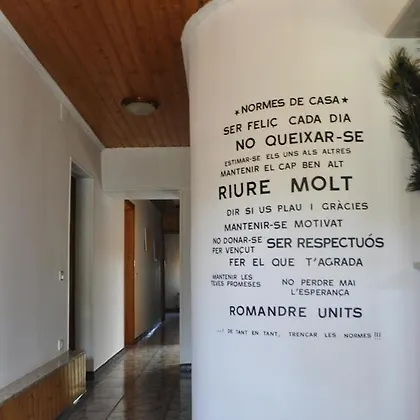 ★NORMES DE CASA★
SER FELIÇ CADA DIA
NO QUEIXAR-SE
ESTIMAR-SE ELS UNS ALS ALTRES
MANTENIR EL CAP BEN ALT
RIURE MOLT
DIR SI US PLAU I GRÀCIES
MANTENIR-SE MOTIVAT
NO DONAR-SE
PER VENÇUT
SER RESPECTUÓS
FER EL QUE T'AGRADA
MANTENIR LES
TEVES PROMESES
NO PERDRE MAI
L'ESPERANÇA
ROMANDRE UNITS
...I DE TANT EN TANT, TRENCAR LES NORMES !!!